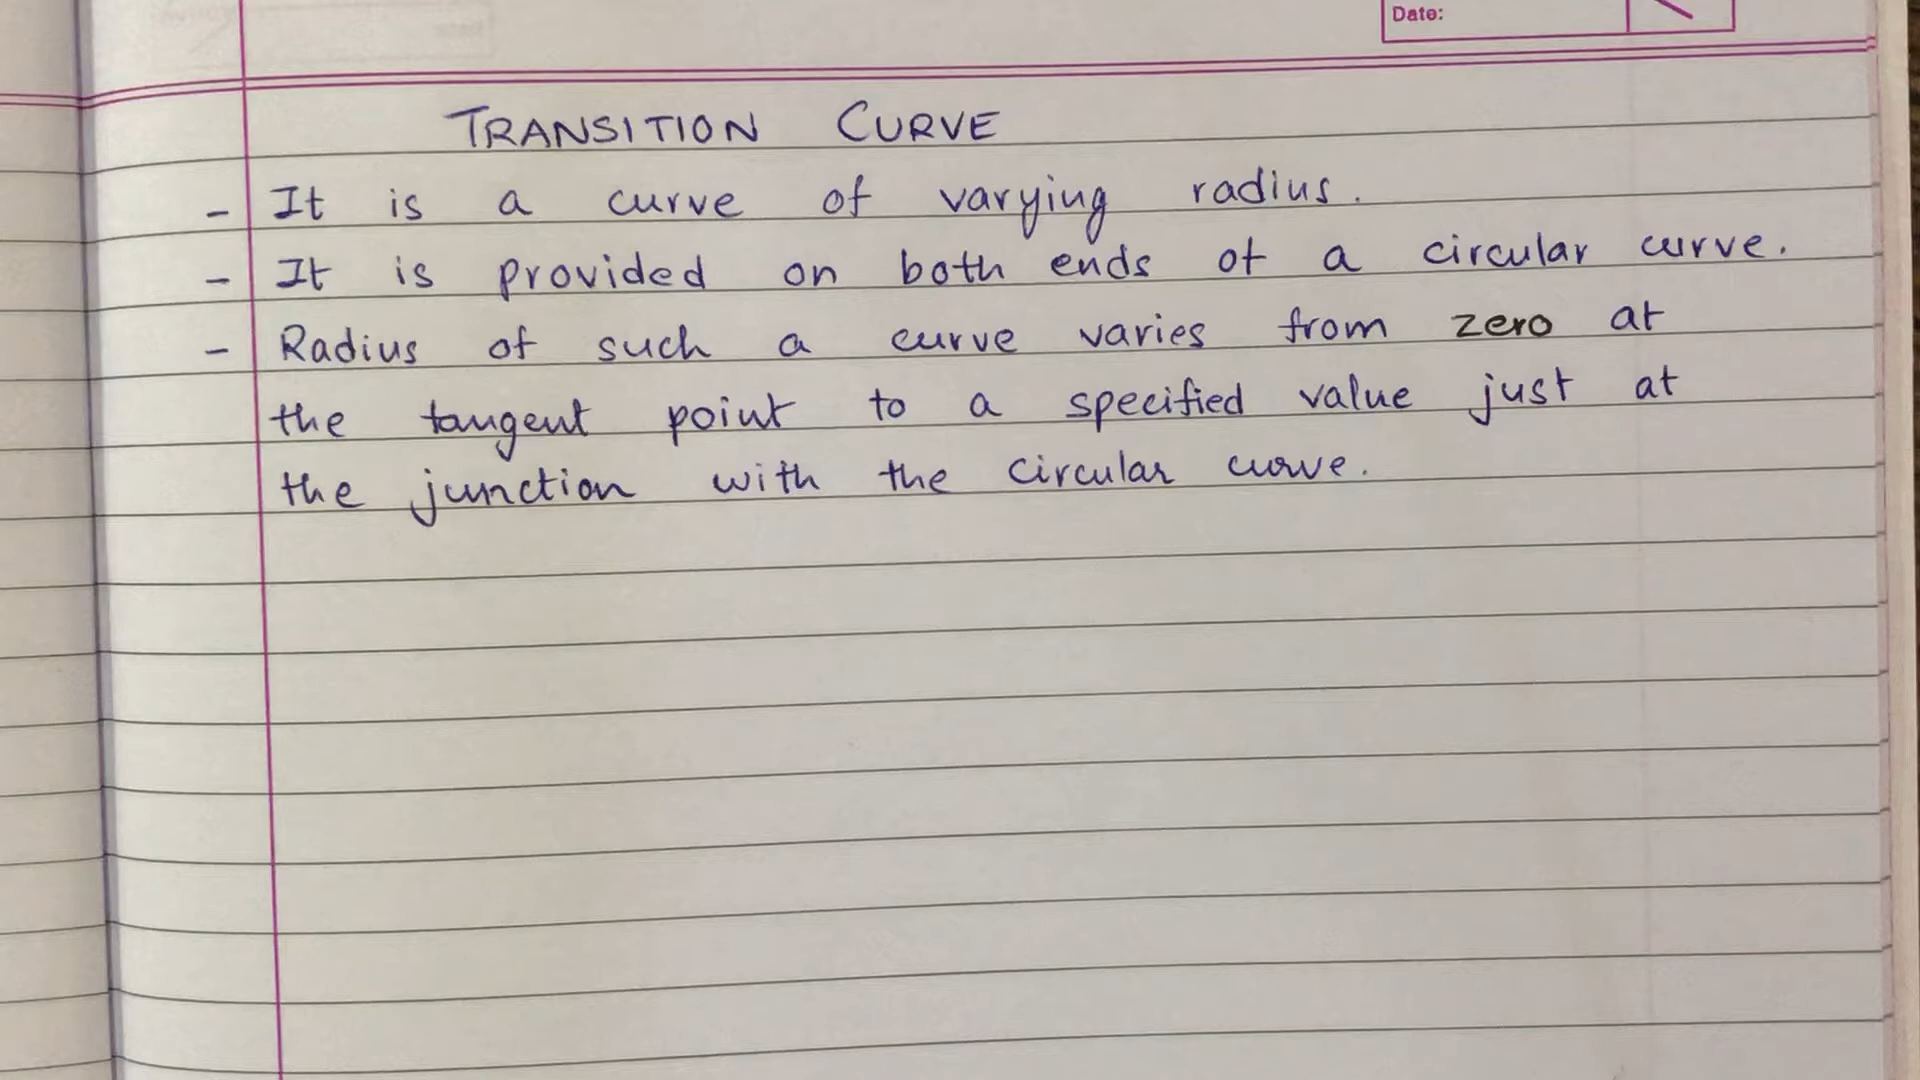 Date:
TRANSITION CURVE
- It is a curve of varying radius.
- It is provided on both ends of a circular curve.
- Radius of such a curve varies from zero at
the tangent point to a specified value just at
the junction with the circular curve.